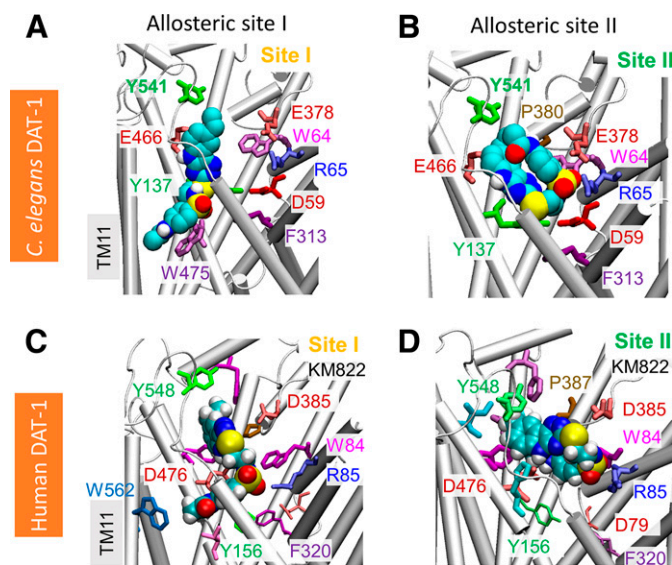 Allosteric site I
Allosteric site II
C. elegans DAT-1
Human DAT-1
A
Site I
Y541
E378
E466
W64
R65
Y137
D59
TM11
F313
W475
B
Site II
Y541
P380
E378
W64
E466
R65
D59
Y137
F313
C
Site I
KM822
Y548
D385
W84
D476
R85
W562
TM11
Y156
F320
D
Site II
KM822
Y548
P387
D385
W84
D476
R85
D79
Y156
F320